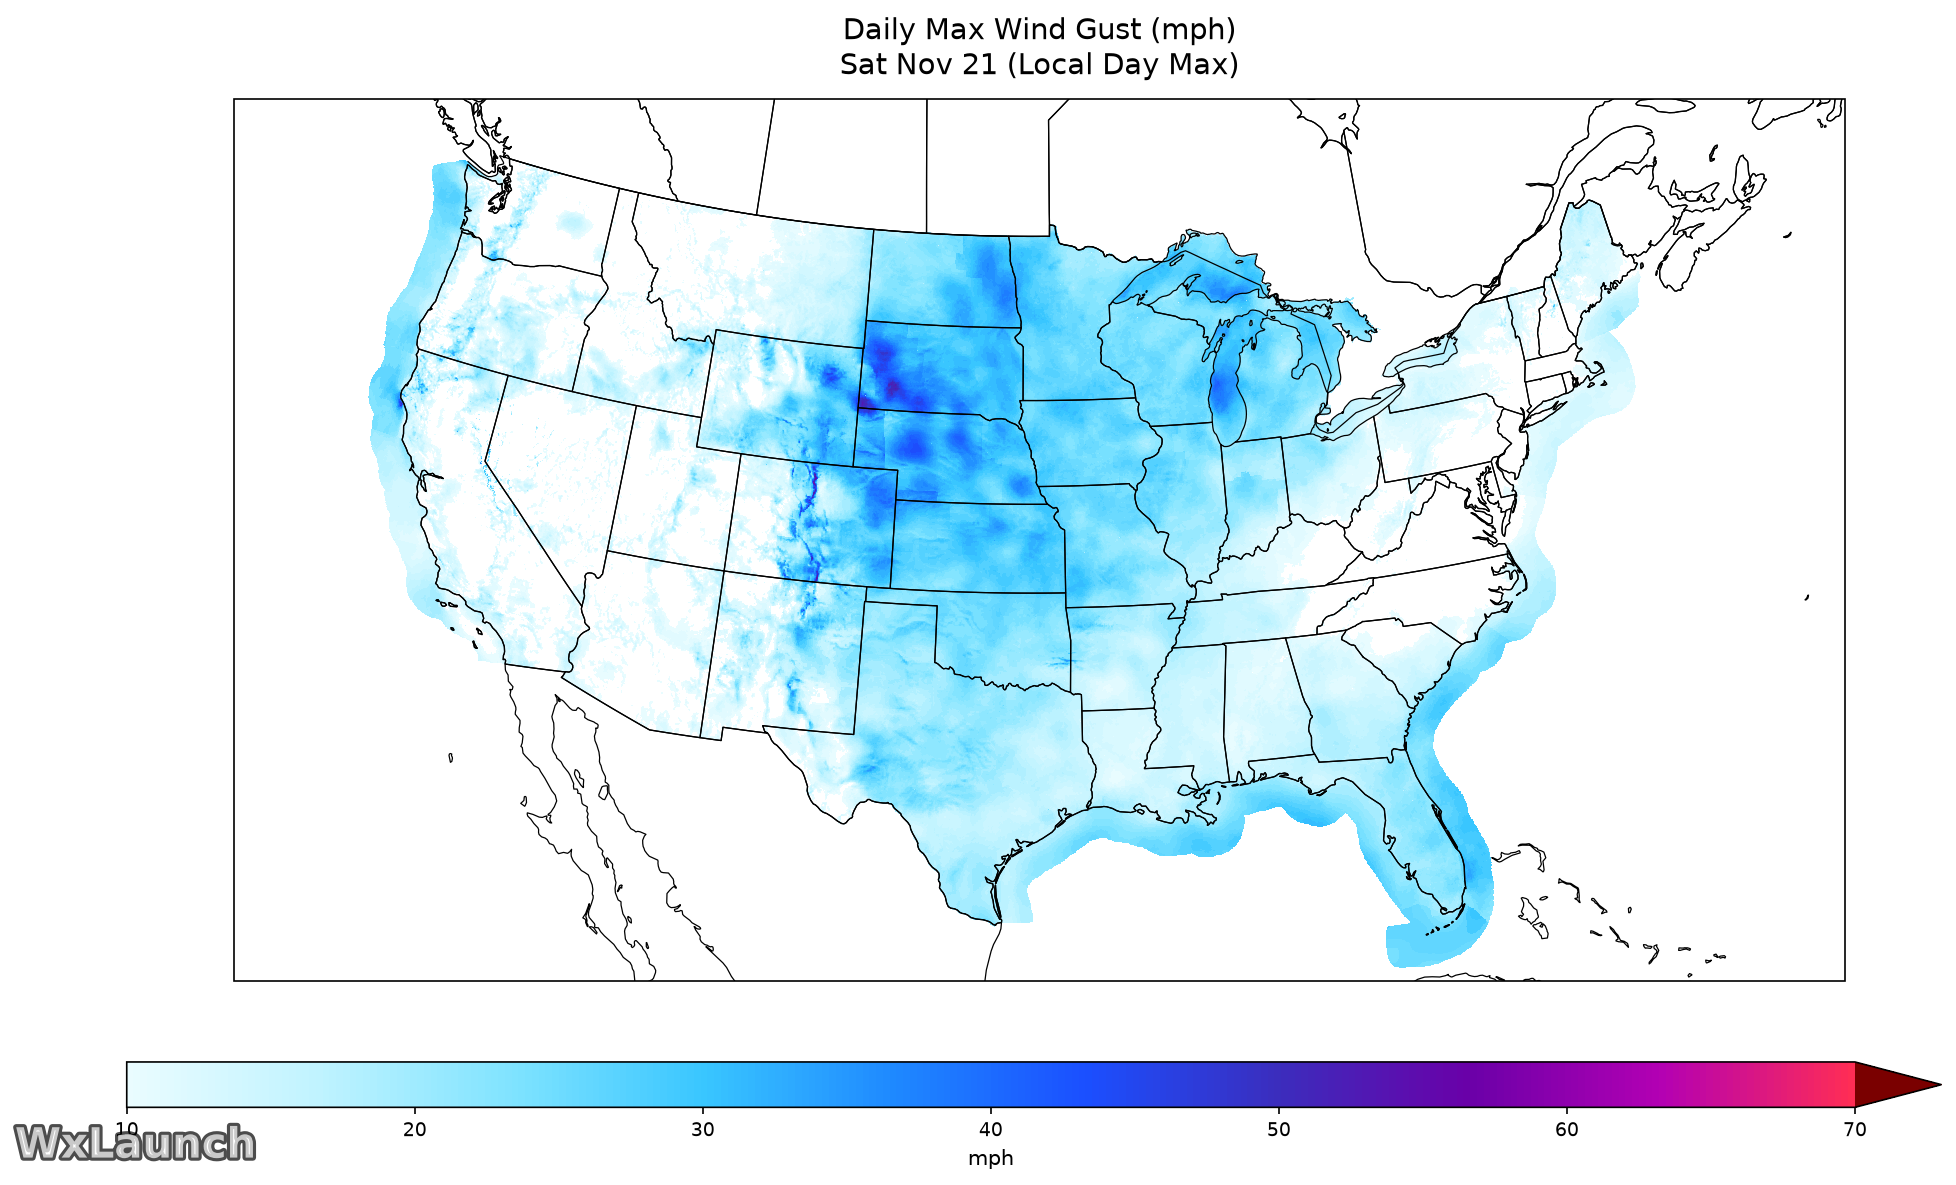 Daily Max Wind Gust (mph)
Sat Nov 21 (Local Day Max)
10 20 30 40 50 60 70
mph
WxLaunch